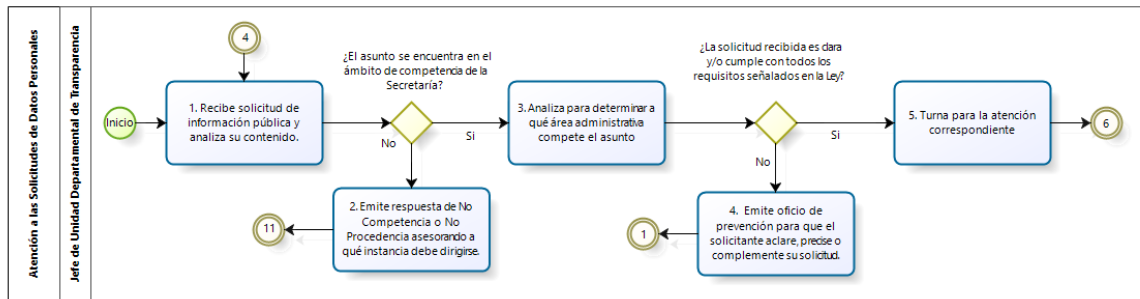 Atención a las Solicitudes de Datos Personales
Jefe de Unidad Departamental de Transparencia
Inicio
4
1. Recibe solicitud de
información pública y
analiza su contenido.
¿El asunto se encuentra en el
ámbito de competencia de la
Secretaría?
No
Si
2. Emite respuesta de No
Competencia o No
Procedencia asesorando a
qué instancia debe dirigirse.
11
3. Analiza para determinar a
qué área administrativa
compete el asunto
¿La solicitud recibida es clara
y/o cumple con todos los
requisitos señalados en la Ley?
No
Si
4. Emite oficio de
prevención para que el
solicitante aclare, precise o
complemente su solicitud.
1
5. Turna para la atención
correspondiente
6